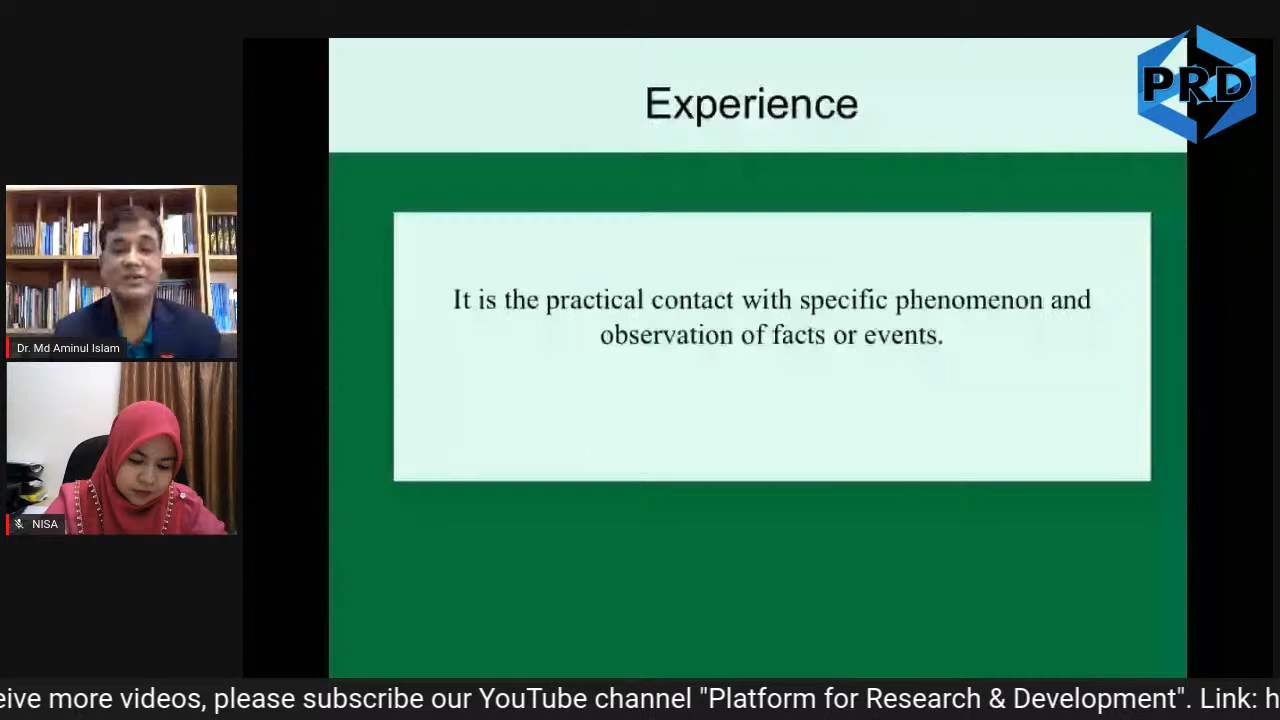 Experience
PRD
It is the practical contact with specific phenomenon and
observation of facts or events.
Dr. Md Aminul Islam
NISA
eive more videos, please subscribe our YouTube channel "Platform for Research & Development". Link: h